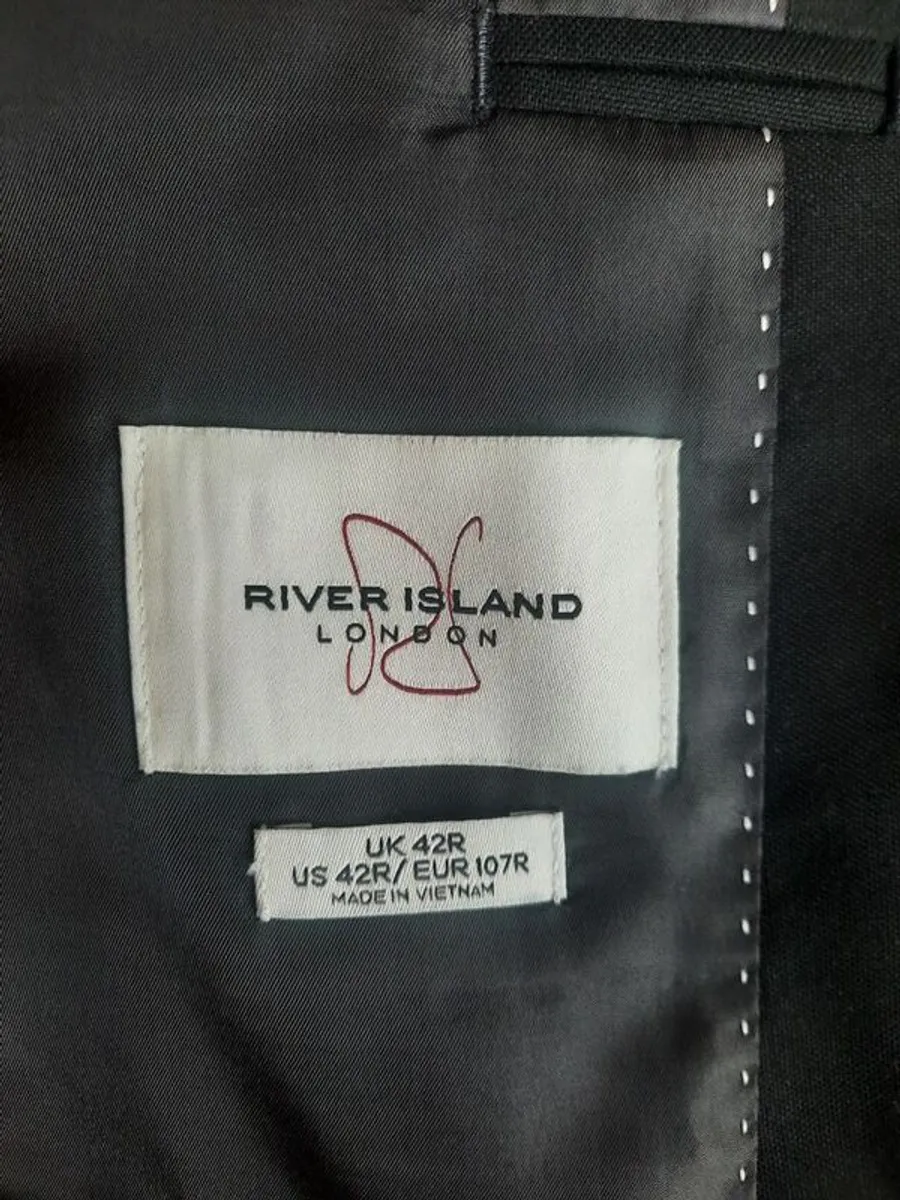 RIVER ISLAND
LONDON
UK 42R
US 42R/ EUR 107R
MADE IN VIETNAM